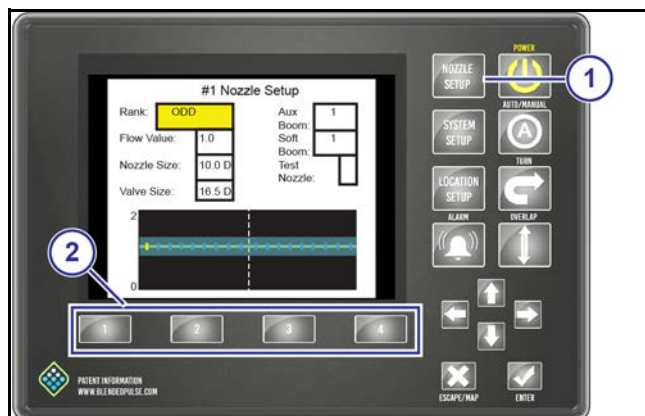 #1 Nozzle Setup
Rank: ODD
Aux Boom: 1
Flow Value: 1.0
Soft Boom: 1
Nozzle Size: 10.0 D
Test Nozzle:
Valve Size: 16.5 D
2
0
1 2 3 4
POWER
NOZZLE SETUP
AUTO/MANUAL
SYSTEM SETUP
A
TURN
LOCATION SETUP
ALARM
OVERLAP
ESCAPE/MAP
ENTER
PATENT INFORMATION
WWW.BLENDEDPULSE.COM
1
2